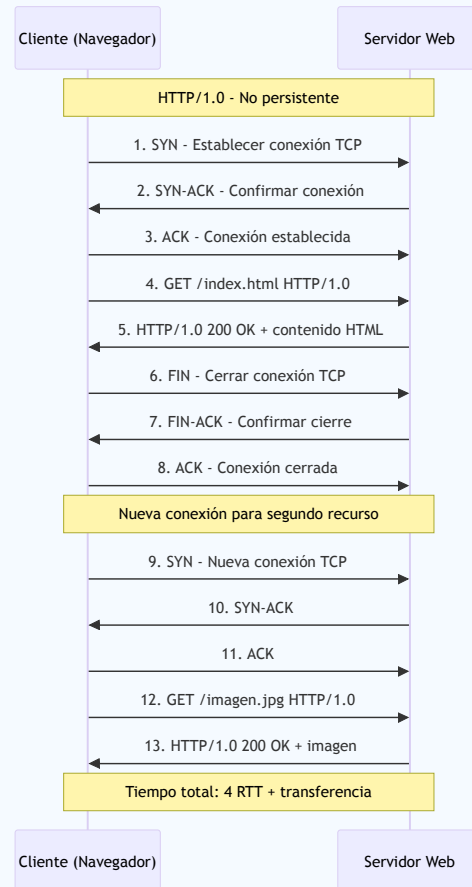 Cliente (Navegador)
Servidor Web
HTTP/1.0 - No persistente
1. SYN - Establecer conexión TCP
2. SYN-ACK - Confirmar conexión
3. ACK - Conexión establecida
4. GET /index.html HTTP/1.0
5. HTTP/1.0 200 OK + contenido HTML
6. FIN - Cerrar conexión TCP
7. FIN-ACK - Confirmar cierre
8. ACK - Conexión cerrada
Nueva conexión para segundo recurso
9. SYN - Nueva conexión TCP
10. SYN-ACK
11. ACK
12. GET /imagen.jpg HTTP/1.0
13. HTTP/1.0 200 OK + imagen
Tiempo total: 4 RTT + transferencia
Cliente (Navegador)
Servidor Web